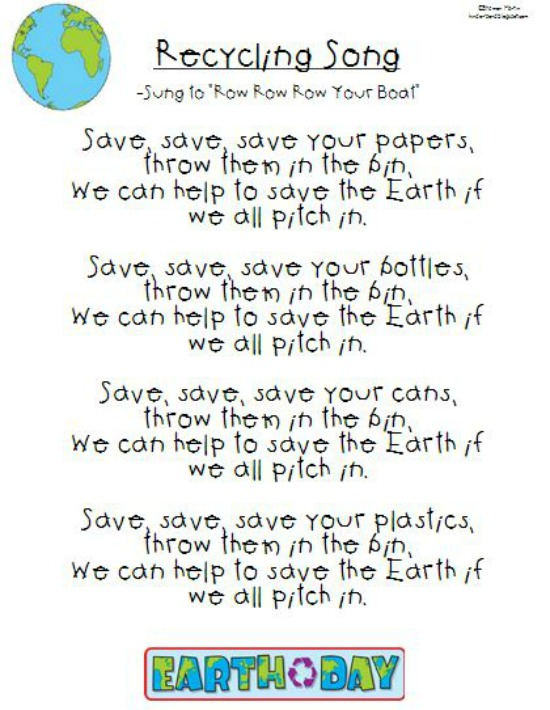 Recycling Song
-Sung to "Row Row Row Your Boat"
Save, save, save your papers,
throw them in the bin,
We can help to save the Earth if
we all pitch in.
Save, save, save your bottles,
throw them in the bin,
We can help to save the Earth if
we all pitch in.
Save, save, save your cans,
throw them in the bin,
We can help to save the Earth if
we all pitch in.
Save, save, save your plastics,
throw them in the bin,
We can help to save the Earth if
we all pitch in.
EARTH DAY